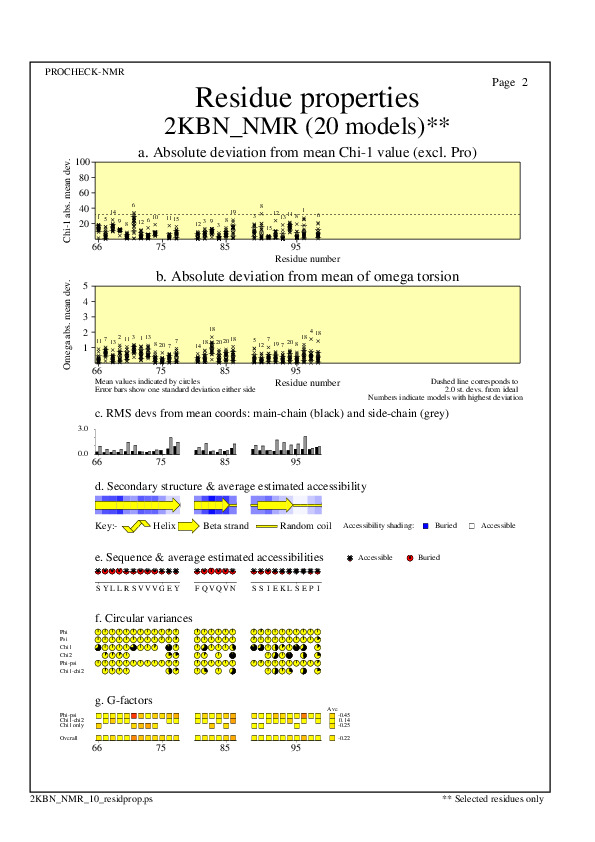 PROCHECK-NMR
Page 2
Residue properties
2KBN_NMR (20 models)**
a. Absolute deviation from mean Chi-1 value (excl. Pro)
Chi-1 abs. mean dev.
100
80
60
40
20
66 75 85 95
Residue number
b. Absolute deviation from mean of omega torsion
Omega abs. mean dev.
5
4
3
2
1
66 75 85 95
Mean values indicated by circles
Error bars show one standard deviation either side
Residue number
Dashed line corresponds to
2.0 st. devs. from ideal
Numbers indicate models with highest deviation
c. RMS devs from mean coords: main-chain (black) and side-chain (grey)
3.0
0.0
66 75 85 95
d. Secondary structure & average estimated accessibility
Key:- Helix Beta strand Random coil Accessibility shading: Buried Accessible
e. Sequence & average estimated accessibilities Accessible Buried
S Y L L R S V V V G E Y F Q V Q V N S S I E K L S E P I
f. Circular variances
Phi
Psi
Chi 1
Chi2
Phi-psi
Chi1-chi2
g. G-factors
Ave
Phi-psi -0.45
Chi1-chi2 0.14
Chi1 only -0.25
Overall -0.22
66 75 85 95
2KBN_NMR_10_residprop.ps
** Selected residues only